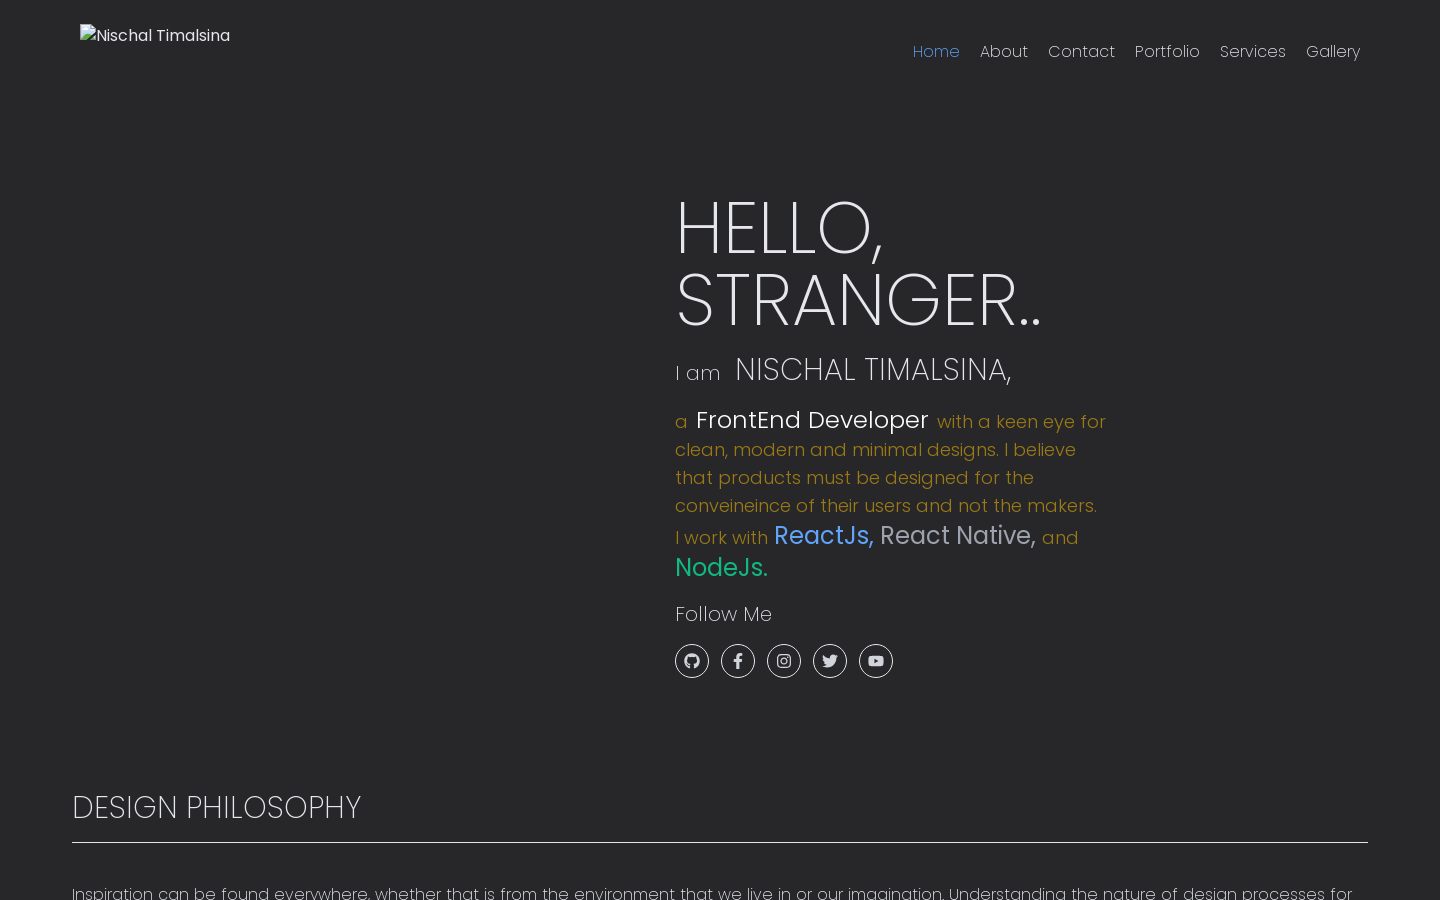 Nischal Timalsina
Home About Contact Portfolio Services Gallery
HELLO,
STRANGER..
I am NISCHAL TIMALSINA,
a FrontEnd Developer with a keen eye for
clean, modern and minimal designs. I believe
that products must be designed for the
conveineince of their users and not the makers.
I work with ReactJs, React Native, and
NodeJs.
Follow Me
DESIGN PHILOSOPHY
Inspiration can be found everywhere, whether that is from the environment that we live in or our imagination. Understanding the nature of design processes for